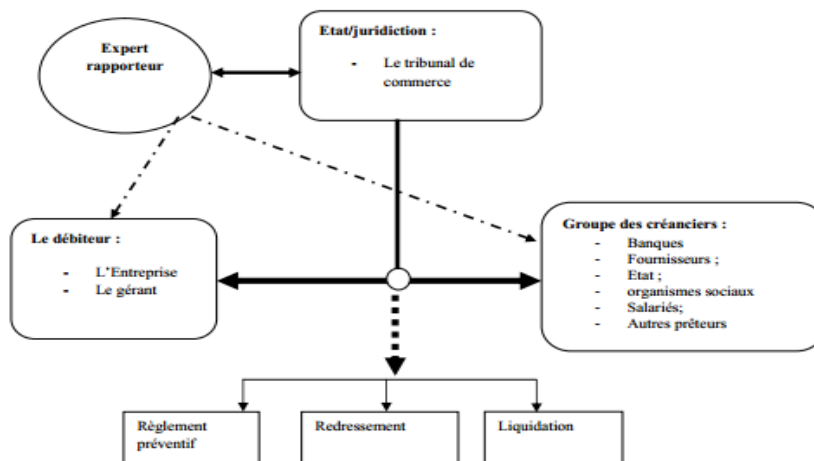 Expert
rapporteur
Etat/juridiction :
- Le tribunal de
commerce
Le débiteur :
- L'Entreprise
- Le gérant
Groupe des créanciers :
- Banques
- Fournisseurs ;
- Etat ;
- organismes sociaux
- Salariés;
- Autres prêteurs
Règlement
préventif
Redressement
Liquidation